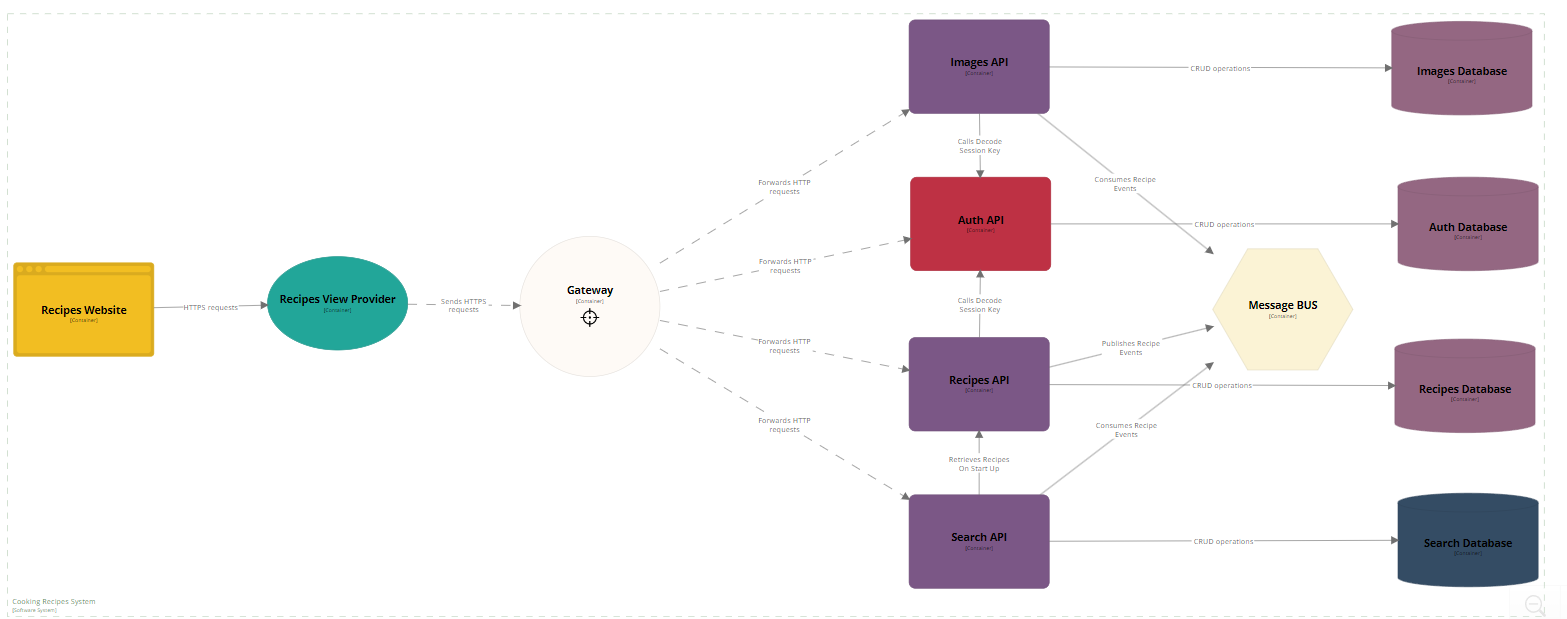 Images API
[Container]
CRUD operations
Images Database
[Container]
Calls Decode
Session Key
Forwards HTTP
requests
Consumes Recipe
Events
Auth API
[Container]
CRUD operations
Auth Database
[Container]
Forwards HTTP
requests
Recipes Website
[Container]
HTTPS requests
Recipes View Provider
[Container]
Sends HTTPS
requests
Gateway
[Container]
Calls Decode
Session Key
Message BUS
[Container]
Forwards HTTP
requests
Publishes Recipe
Events
Recipes API
[Container]
CRUD operations
Recipes Database
[Container]
Forwards HTTP
requests
Consumes Recipe
Events
Retrieves Recipes
On Start Up
Search API
[Container]
CRUD operations
Search Database
[Container]
Cooking Recipes System
[Software System]